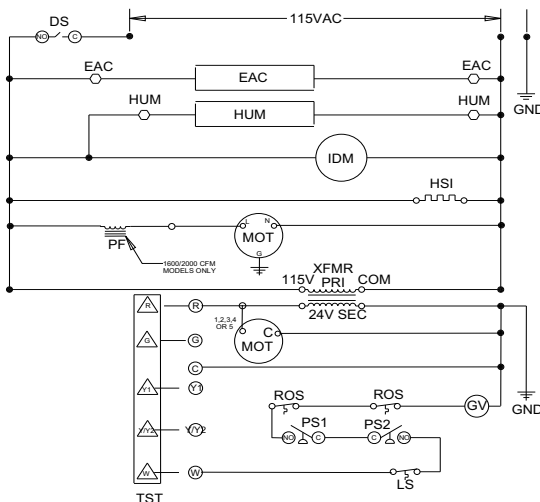 115VAC
DS
NO C
EAC EAC EAC
GND
HUM HUM HUM
IDM
HSI
L N
MOT
G
PF
1600/2000 CFM
MODELS ONLY
XFMR
115V PRI COM
24V SEC
R R
1,2,3,4
OR 5
G G
C
MOT
C
Y1 Y1
ROS ROS
GV
GND
PS1 PS2
NO C C NO
Y/Y2 Y/Y2
W W
LS
TST